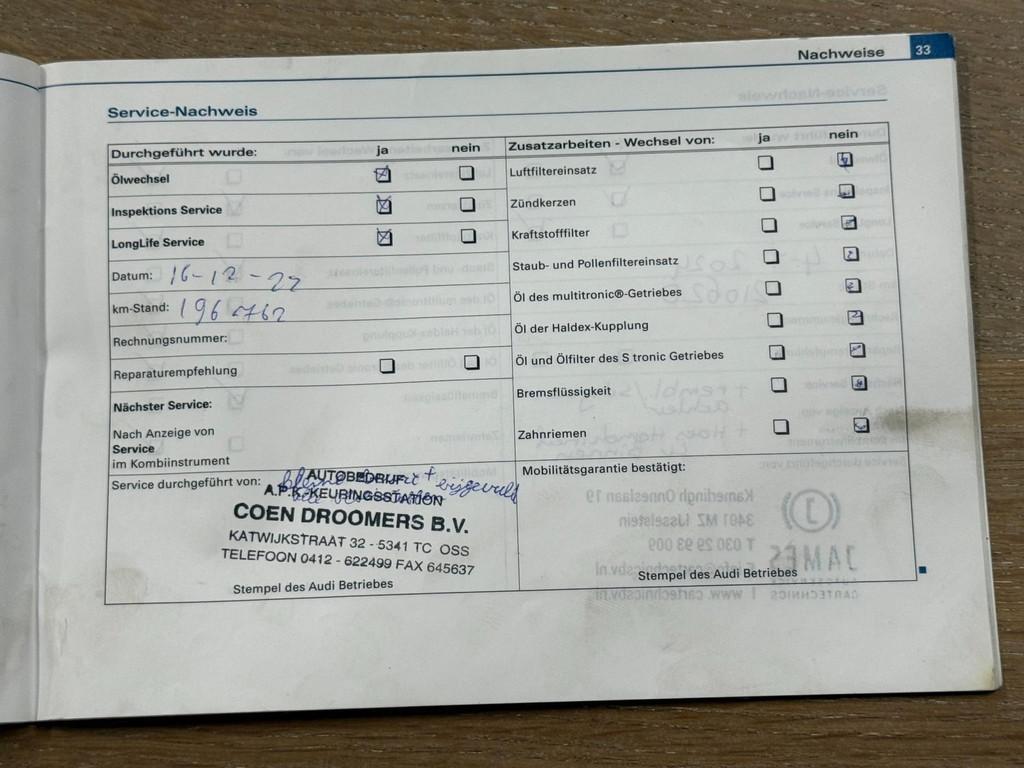 Nachweise 33
Service-Nachweis
Durchgeführt wurde: ja nein
Ölwechsel
Inspektions Service
LongLife Service
Datum: 16-12-22
km-Stand: 196762
Rechnungsnummer:
Reparaturempfehlung
Nächster Service:
Nach Anzeige von
Service
im Kombiinstrument
Service durchgeführt von:
AUTOBEDRIJF
A.P.K.-KEURINGSSTATION
COEN DROOMERS B.V.
KATWIJKSTRAAT 32 - 5341 TC OSS
TELEFOON 0412 - 622499 FAX 645637
Stempel des Audi Betriebes
Zusatzarbeiten - Wechsel von: ja nein
Luftfiltereinsatz
Zündkerzen
Kraftstofffilter
Staub- und Pollenfiltereinsatz
Öl des multitronic®-Getriebes
Öl der Haldex-Kupplung
Öl und Ölfilter des S tronic Getriebes
Bremsflüssigkeit
Zahnriemen
Mobilitätsgarantie bestätigt:
Stempel des Audi Betriebes